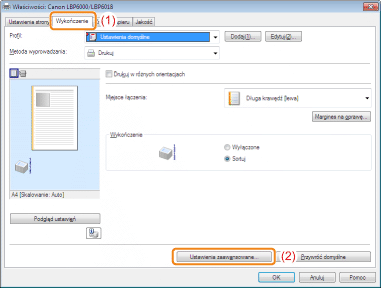 Właściwości: Canon LBP6000/LBP6018
Ustawienia strony Wykończenie (1) papieru Jakość
Profil: Ustawienia domyślne Dodaj(1)... Edytuj(2)...
Metoda wyprowadzania: Drukuj
Drukuj w różnych orientacjach
Miejsce łączenia: Długa krawędź [lewa]
Margines na oprawę...
Wykończenie
Wyłączone
Sortuj
A4 [Skalowanie: Auto]
Podgląd ustawień
Ustawienia zaawansowane... (2) Przywróć domyślne
OK Anuluj Pomoc